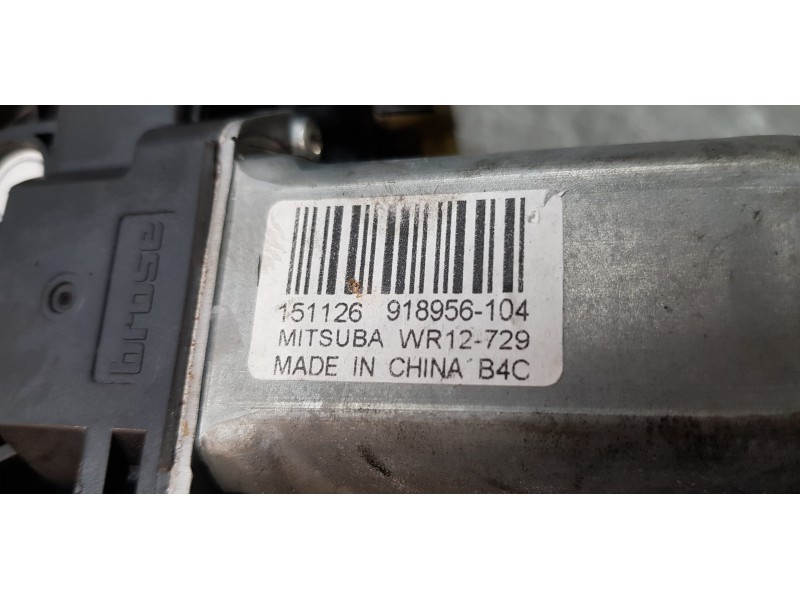 brose
151126 918956-104
MITSUBA WR12-729
MADE IN CHINA B4C